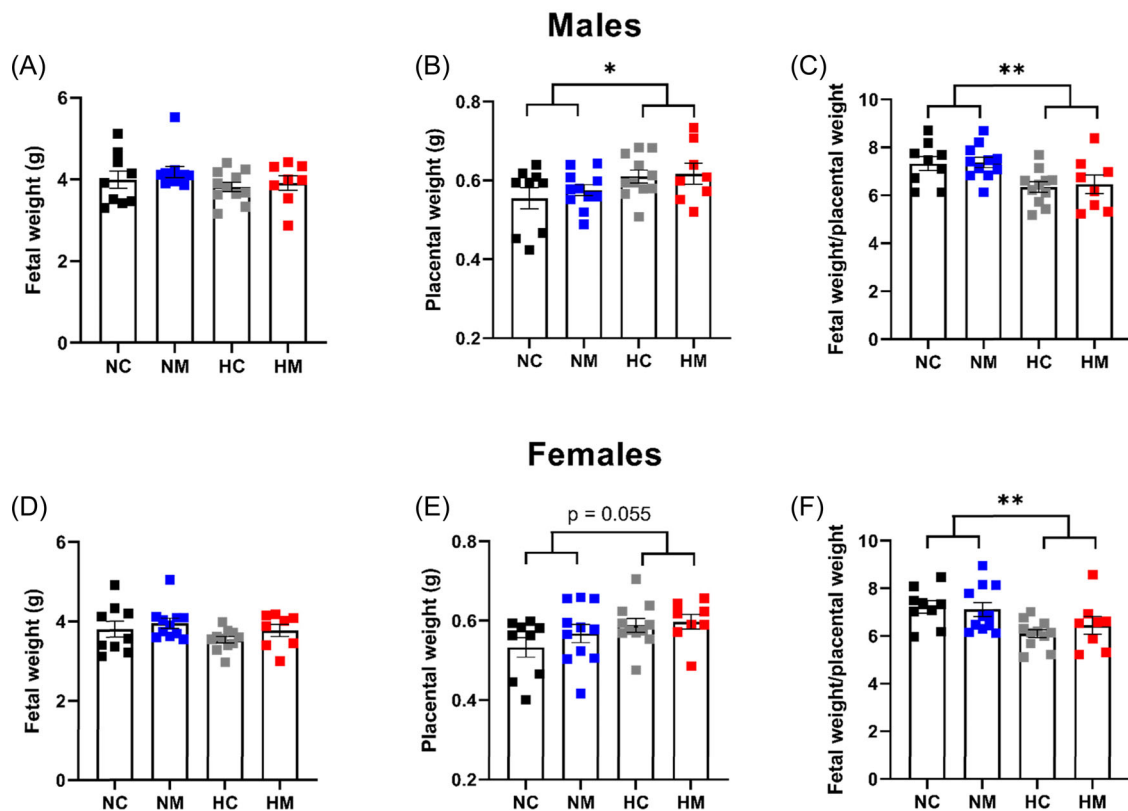 Males
(A)
Fetal weight (g)
6
4
2
0
NC NM HC HM
(B)
*
Placental weight (g)
0.8
0.6
0.4
0.2
NC NM HC HM
(C)
**
Fetal weight/placental weight
10
8
6
4
2
0
NC NM HC HM
Females
(D)
Fetal weight (g)
6
4
2
0
NC NM HC HM
(E)
p = 0.055
Placental weight (g)
0.8
0.6
0.4
0.2
NC NM HC HM
(F)
**
Fetal weight/placental weight
10
8
6
4
2
0
NC NM HC HM